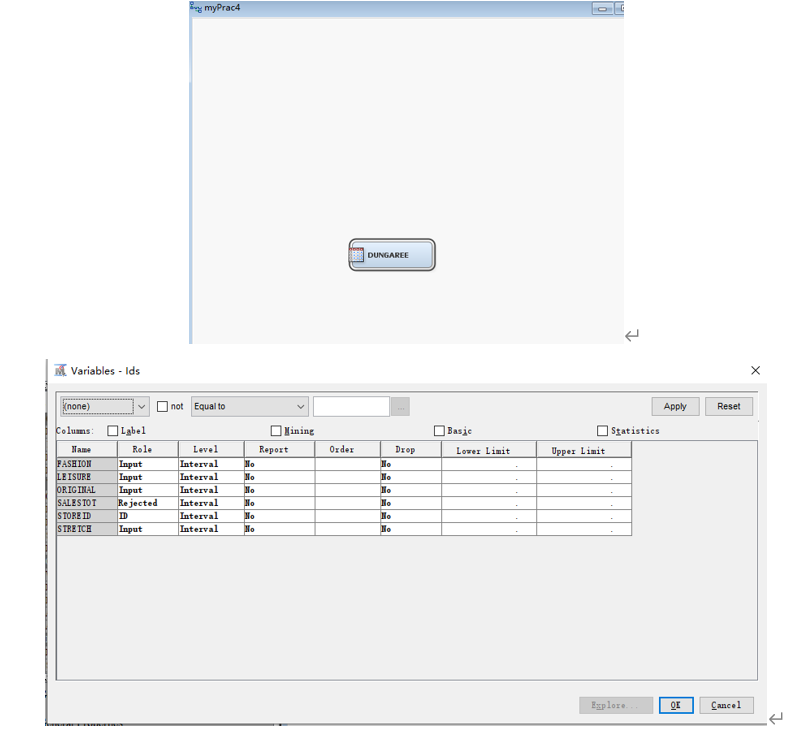 myPrac4
DUNGAREE
Variables - Ids
(none) not Equal to ... Apply Reset
Columns: Label Mining Basic Statistics
Name Role Level Report Order Drop Lower Limit Upper Limit
FASHION Input Interval No No . .
LEISURE Input Interval No No . .
ORIGINAL Input Interval No No . .
SALESTOT Rejected Interval No No . .
STOREID ID Interval No No . .
STRETCH Input Interval No No . .
Explore... OK Cancel